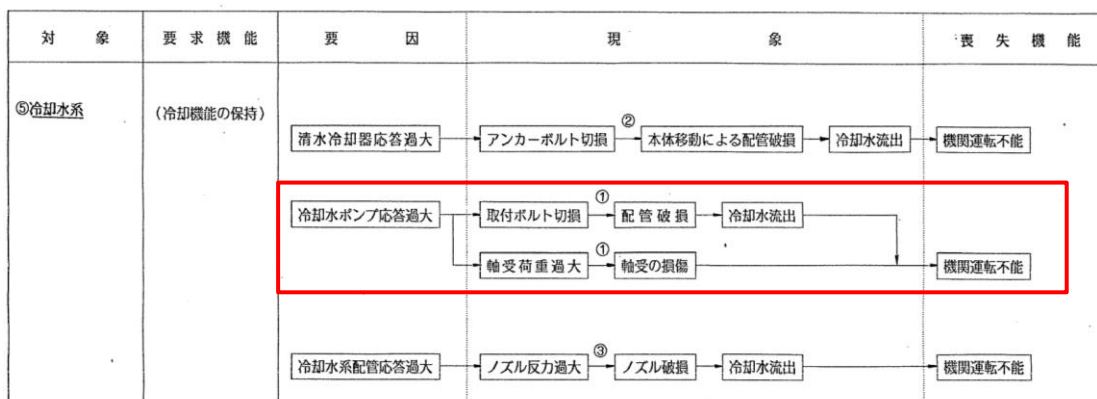 対象 要求機能 要因 現象 喪失機能
⑤冷却水系 (冷却機能の保持)
②
清水冷却器応答過大 アンカーボルト切損 本体移動による配管破損 冷却水流出 機関運転不能
①
冷却水ポンプ応答過大 取付ボルト切損 配管破損 冷却水流出
①
軸受荷重過大 軸受の損傷 機関運転不能
③
冷却水系配管応答過大 ノズル反力過大 ノズル破損 冷却水流出 機関運転不能